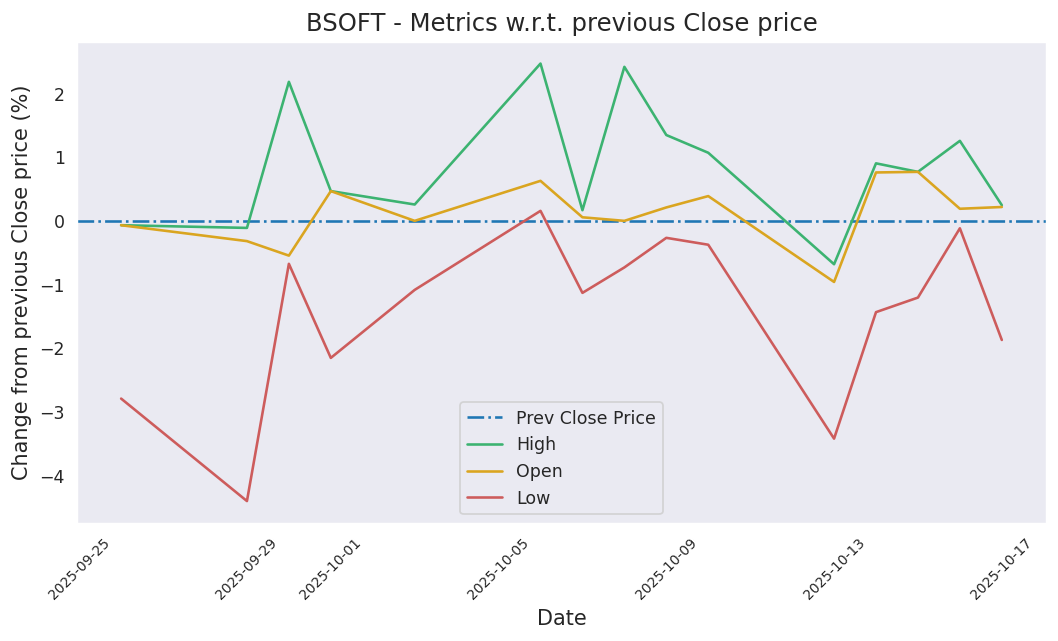 BSOFT - Metrics w.r.t. previous Close price
Change from previous Close price (%)
2
1
0
−1
−2
−3
−4
Prev Close Price
High
Open
Low
2025-09-25
2025-09-29
2025-10-01
2025-10-05
2025-10-09
2025-10-13
2025-10-17
Date